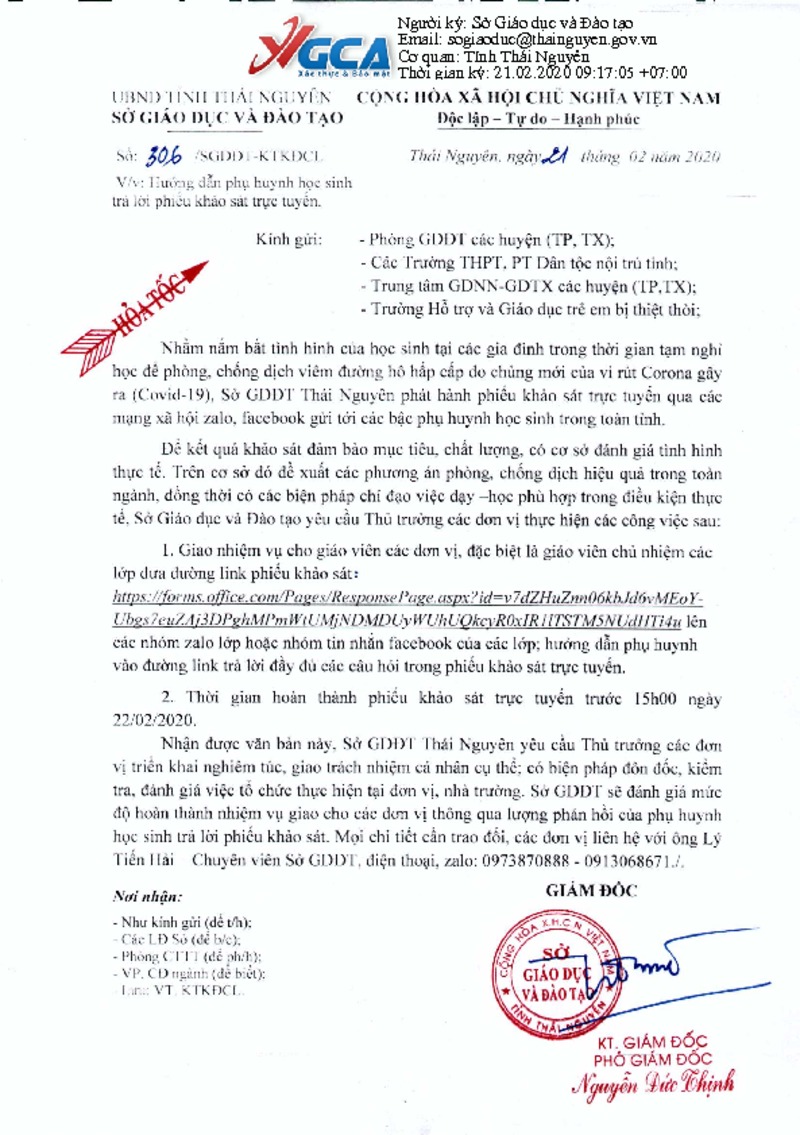 Người ký: Sở Giáo dục và Đào tạo
Email: sogiaoduc@thainguyen.gov.vn
Cơ quan: Tỉnh Thái Nguyên
Thời gian ký: 21.02.2020 09:17:05 +07:00
VGCA
Xác thực & Bảo mật
UBND TỈNH THÁI NGUYÊN
SỞ GIÁO DỤC VÀ ĐÀO TẠO
CỘNG HÒA XÃ HỘI CHỦ NGHĨA VIỆT NAM
Độc lập – Tự do – Hạnh phúc
Số: 306 /SGDĐT-KTKĐCL
Thái Nguyên, ngày 21 tháng 02 năm 2020
V/v: Hướng dẫn phụ huynh học sinh
trả lời phiếu khảo sát trực tuyến.
HỎA TỐC
Kính gửi:
- Phòng GDĐT các huyện (TP, TX);
- Các Trường THPT, PT Dân tộc nội trú tỉnh;
- Trung tâm GDNN-GDTX các huyện (TP,TX);
- Trường Hỗ trợ và Giáo dục trẻ em bị thiệt thòi;
Nhằm nắm bắt tình hình của học sinh tại các gia đình trong thời gian tạm nghỉ
học để phòng, chống dịch viêm đường hô hấp cấp do chủng mới của vi rút Corona gây
ra (Covid-19), Sở GDĐT Thái Nguyên phát hành phiếu khảo sát trực tuyến qua các
mạng xã hội zalo, facebook gửi tới các bậc phụ huynh học sinh trong toàn tỉnh.
Để kết quả khảo sát đảm bảo mục tiêu, chất lượng, có cơ sở đánh giá tình hình
thực tế. Trên cơ sở đó đề xuất các phương án phòng, chống dịch hiệu quả trong toàn
ngành, đồng thời có các biện pháp chỉ đạo việc dạy –học phù hợp trong điều kiện thực
tế, Sở Giáo dục và Đào tạo yêu cầu Thủ trưởng các đơn vị thực hiện các công việc sau:
1. Giao nhiệm vụ cho giáo viên các đơn vị, đặc biệt là giáo viên chủ nhiệm các
lớp đưa đường link phiếu khảo sát:
https://forms.office.com/Pages/ResponsePage.aspx?id=v7dZHuZnn06kbJd6vMEoY-
lên
các nhóm zalo lớp hoặc nhóm tin nhắn facebook của các lớp; hướng dẫn phụ huynh
vào đường link trả lời đầy đủ các câu hỏi trong phiếu khảo sát trực tuyến.
2. Thời gian hoàn thành phiếu khảo sát trực tuyến trước 15h00 ngày
22/02/2020.
Nhận được văn bản này, Sở GDĐT Thái Nguyên yêu cầu Thủ trưởng các đơn
vị triển khai nghiêm túc, giao trách nhiệm cá nhân cụ thể; có biện pháp đôn đốc, kiểm
tra, đánh giá việc tổ chức thực hiện tại đơn vị, nhà trường. Sở GDĐT sẽ đánh giá mức
độ hoàn thành nhiệm vụ giao cho các đơn vị thông qua lượng phản hồi của phụ huynh
học sinh trả lời phiếu khảo sát. Mọi chi tiết cần trao đổi, các đơn vị liên hệ với ông Lý
Tiến Hải Chuyên viên Sở GDĐT, điện thoại, zalo: 0973870888 - 0913068671./.
Nơi nhận:
- Như kính gửi (để t/h);
- Các LĐ Sở (để b/c);
- Phòng CTTT (để ph/h);
- VP, CĐ ngành (để biết);
- Lưu: VT, KTKĐCL.
GIÁM ĐỐC
CỘNG HÒA X.H.C.N VIỆT NAM
SỞ
GIÁO DỤC
VÀ ĐÀO TẠO
TỈNH THÁI NGUYÊN
KT. GIÁM ĐỐC
PHÓ GIÁM ĐỐC
Nguyễn Đức Thịnh